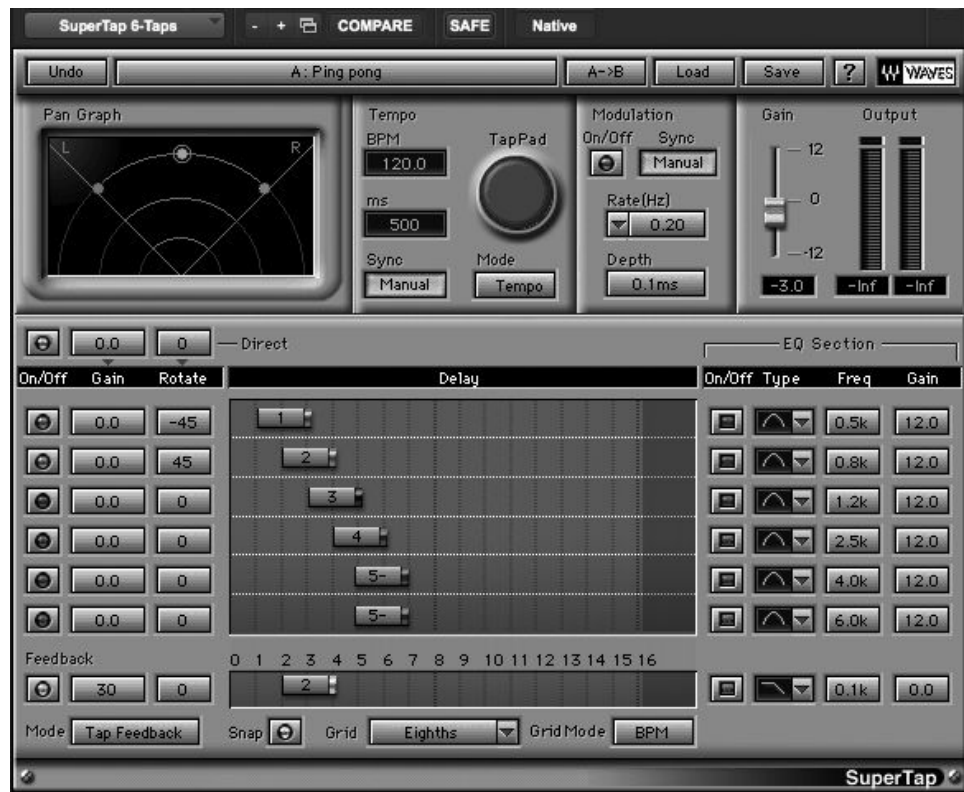 SuperTap 6-Taps - + COMPARE SAFE Native
Undo A: Ping pong A->B Load Save ? WAVES
Pan Graph Tempo Modulation Gain Output
L R BPM TapPad On/Off Sync 12
120.0 Manual
ms Rate(Hz) 0
500 0.20
Sync Mode Depth -12
Manual Tempo 0.1ms -3.0 -Inf -Inf
0.0 0 Direct EQ Section
On/Off Gain Rotate Delay On/Off Type Freq Gain
0.0 -45 1 0.5k 12.0
0.0 45 2 0.8k 12.0
0.0 0 3 1.2k 12.0
0.0 0 4 2.5k 12.0
0.0 0 5- 4.0k 12.0
0.0 0 5- 6.0k 12.0
Feedback 0 1 2 3 4 5 6 7 8 9 10 11 12 13 14 15 16
30 0 2 0.1k 0.0
Mode Tap Feedback Snap Grid Eighths Grid Mode BPM
SuperTap